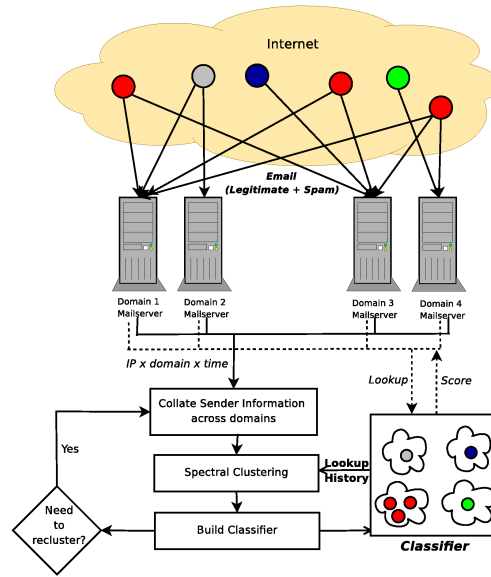 Internet
Email
(Legitimate + Spam)
Domain 1
Mailserver
Domain 2
Mailserver
Domain 3
Mailserver
Domain 4
Mailserver
IP x domain x time
Lookup
Score
Collate Sender Information
across domains
Yes
Spectral Clustering
Lookup
History
Need
to
recluster?
Build Classifier
Classifier